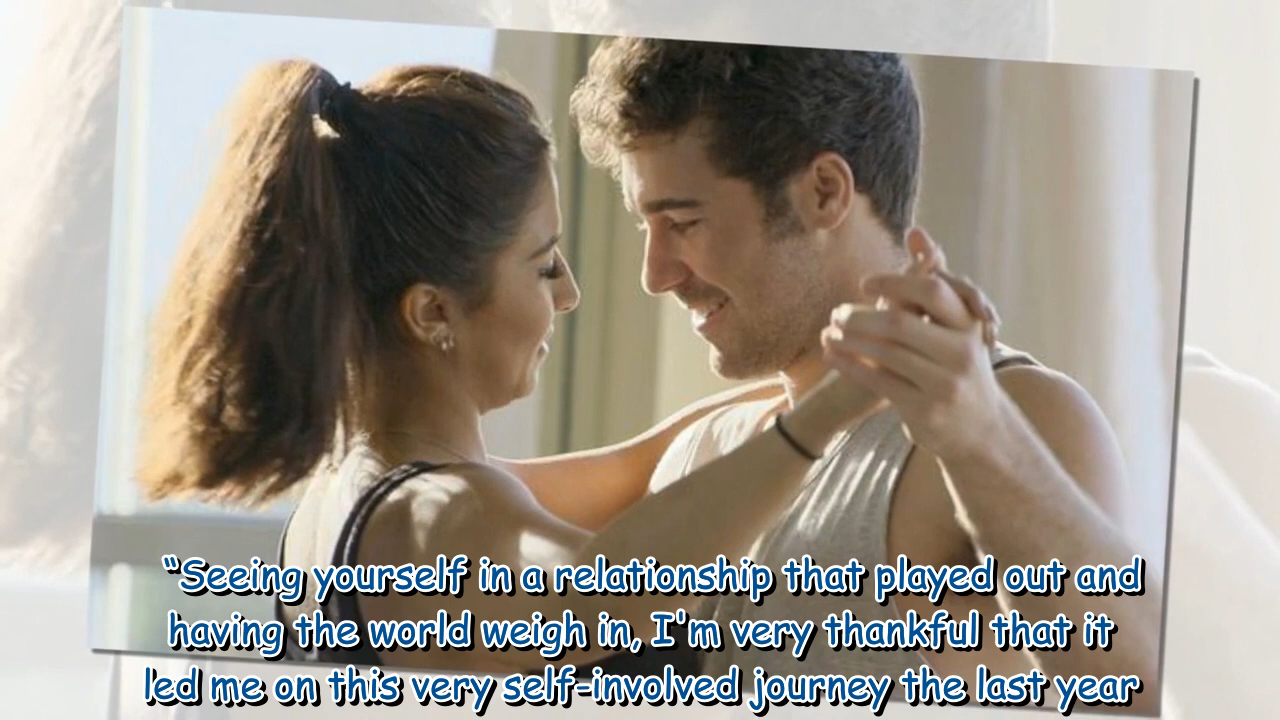 “Seeing yourself in a relationship that played out and
having the world weigh in, I'm very thankful that it
led me on this very self-involved journey the last year